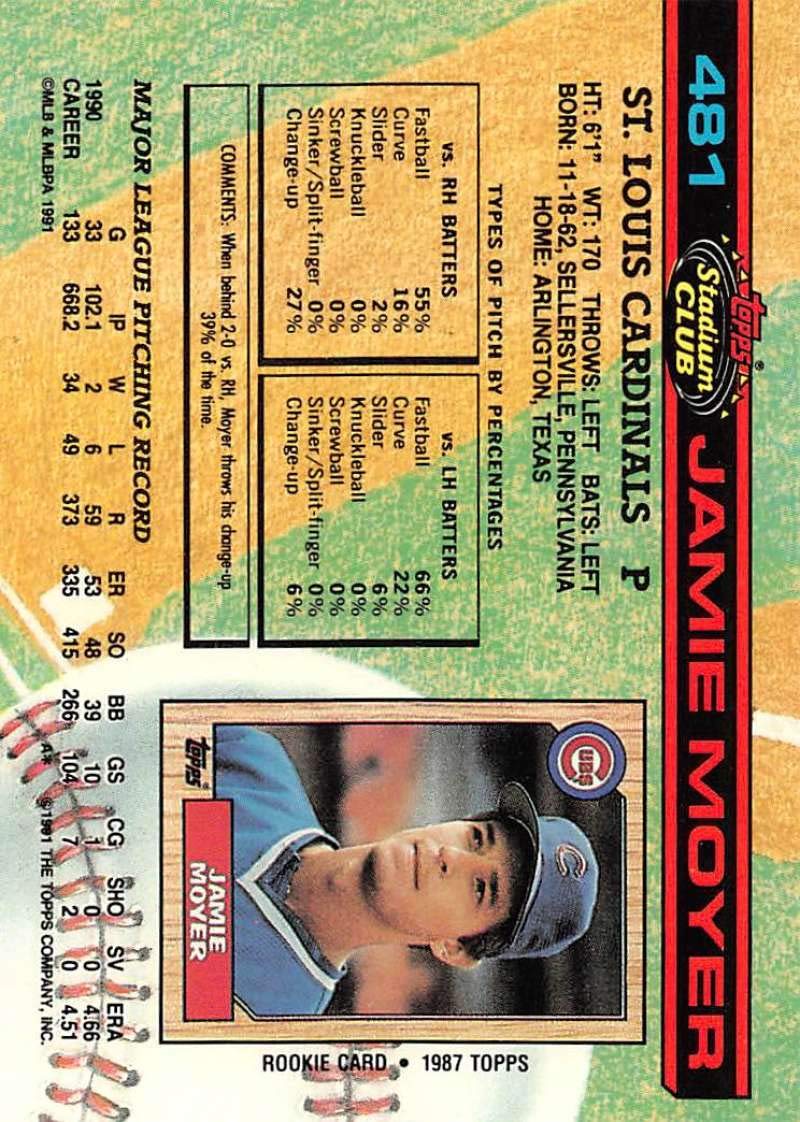 481
Topps®
Stadium
CLUB
JAMIE MOYER
ST. LOUIS CARDINALS P
HT: 6'1" WT: 170 THROWS: LEFT BATS: LEFT
BORN: 11-18-62, SELLERSVILLE, PENNSYLVANIA
HOME: ARLINGTON, TEXAS
TYPES OF PITCH BY PERCENTAGES
vs. RH BATTERS
Fastball 55%
Curve 16%
Slider 2%
Knuckleball 0%
Screwball 0%
Sinker/Split-finger 0%
Change-up 27%
vs. LH BATTERS
Fastball 66%
Curve 22%
Slider 6%
Knuckleball 0%
Screwball 0%
Sinker/Split-finger 0%
Change-up 6%
COMMENTS: When behind 2-0 vs. RH, Moyer throws his change-up
39% of the time.
CUBS
C
Topps®
JAMIE
MOYER
ROOKIE CARD • 1987 TOPPS
MAJOR LEAGUE PITCHING RECORD
G IP W L R ER SO BB GS CG SHO SV ERA
1990 33 102.1 2 6 59 53 48 39 10 1 0 0 4.66
CAREER 133 668.2 34 49 373 335 415 266 104 7 2 0 4.51
©MLB & MLBPA 1991
A* ©1991 THE TOPPS COMPANY, INC.